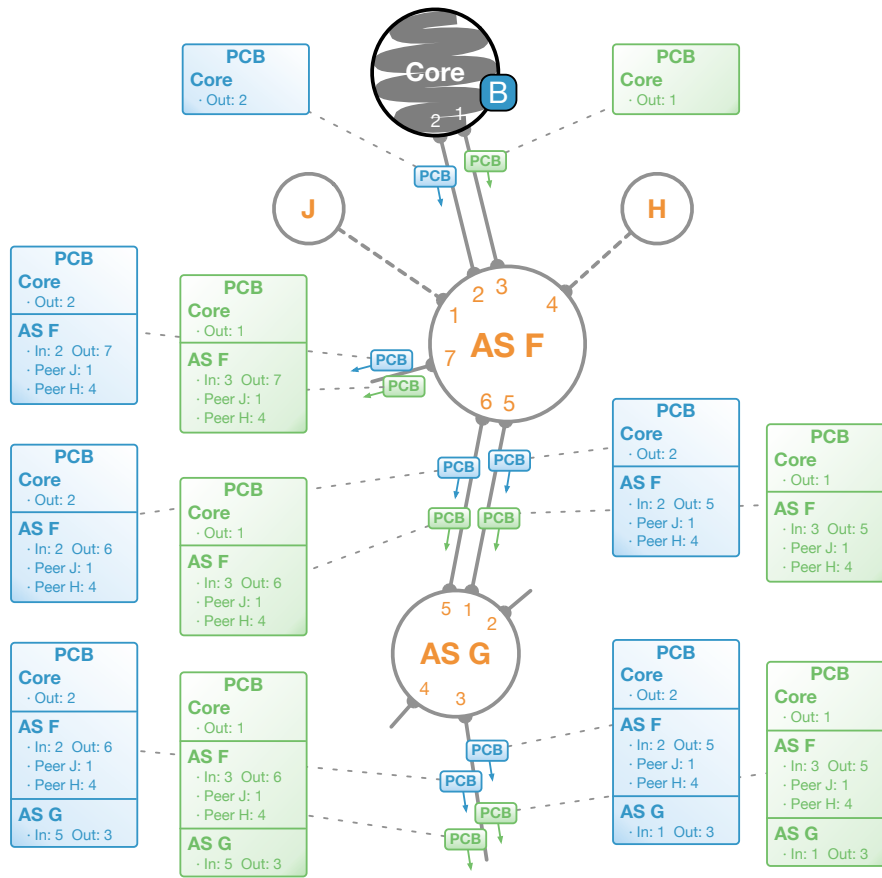 PCB
Core
· Out: 2
Core
B
2
1
PCB
Core
· Out: 1
PCB
PCB
J
H
PCB
Core
· Out: 2
AS F
· In: 2 Out: 7
· Peer J: 1
· Peer H: 4
PCB
Core
· Out: 1
AS F
· In: 3 Out: 7
· Peer J: 1
· Peer H: 4
2
3
4
1
AS F
7
6
5
PCB
PCB
PCB
Core
· Out: 2
AS F
· In: 2 Out: 6
· Peer J: 1
· Peer H: 4
PCB
Core
· Out: 1
AS F
· In: 3 Out: 6
· Peer J: 1
· Peer H: 4
PCB
PCB
PCB
PCB
PCB
Core
· Out: 2
AS F
· In: 2 Out: 5
· Peer J: 1
· Peer H: 4
PCB
Core
· Out: 1
AS F
· In: 3 Out: 5
· Peer J: 1
· Peer H: 4
5
1
2
AS G
4
3
PCB
Core
· Out: 2
AS F
· In: 2 Out: 6
· Peer J: 1
· Peer H: 4
AS G
· In: 5 Out: 3
PCB
Core
· Out: 1
AS F
· In: 3 Out: 6
· Peer J: 1
· Peer H: 4
AS G
· In: 5 Out: 3
PCB
PCB
PCB
PCB
PCB
Core
· Out: 2
AS F
· In: 2 Out: 5
· Peer J: 1
· Peer H: 4
AS G
· In: 1 Out: 3
PCB
Core
· Out: 1
AS F
· In: 3 Out: 5
· Peer J: 1
· Peer H: 4
AS G
· In: 1 Out: 3